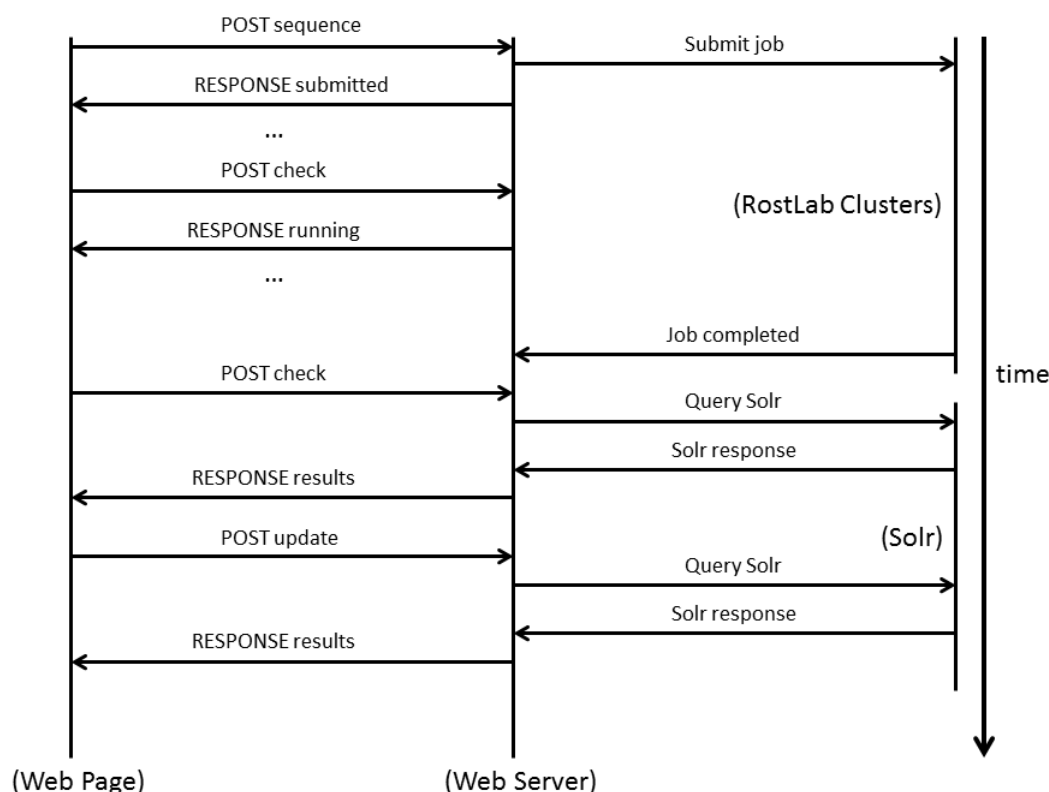 POST sequence
Submit job
RESPONSE submitted
...
POST check
(RostLab Clusters)
RESPONSE running
...
Job completed
POST check
time
Query Solr
Solr response
RESPONSE results
POST update
(Solr)
Query Solr
Solr response
RESPONSE results
(Web Page)
(Web Server)